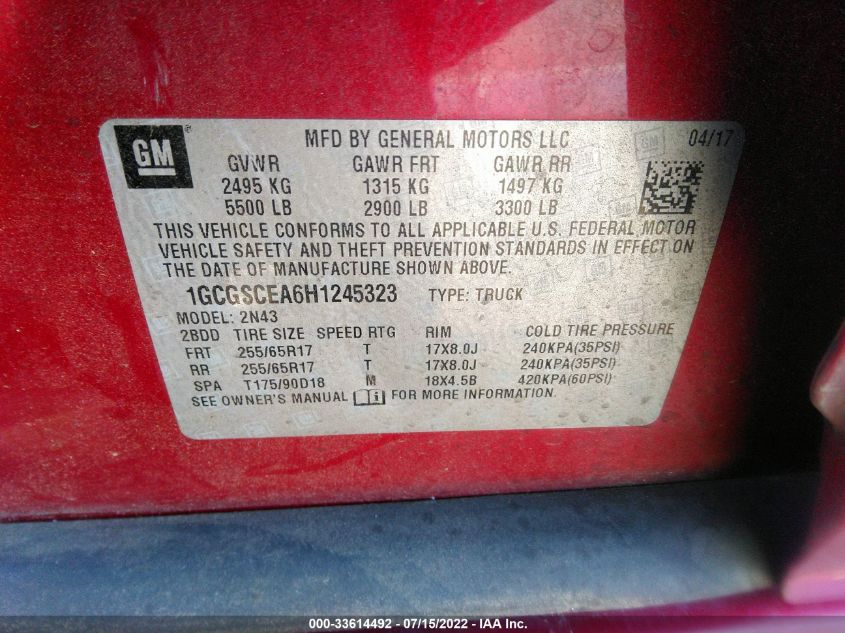 GM ® MFD BY GENERAL MOTORS LLC 04/17
GVWR GAWR FRT GAWR RR
2495 KG 1315 KG 1497 KG
5500 LB 2900 LB 3300 LB
THIS VEHICLE CONFORMS TO ALL APPLICABLE U.S. FEDERAL MOTOR
VEHICLE SAFETY AND THEFT PREVENTION STANDARDS IN EFFECT ON
THE DATE OF MANUFACTURE SHOWN ABOVE.
1GCGSCEA6H1245323 TYPE: TRUCK
MODEL: 2N43
2BDD TIRE SIZE SPEED RTG RIM COLD TIRE PRESSURE
FRT 255/65R17 T 17X8.0J 240KPA(35PSI)
RR 255/65R17 T 17X8.0J 240KPA(35PSI)
SPA T175/90D18 M 18X4.5B 420KPA(60PSI)
SEE OWNER'S MANUAL FOR MORE INFORMATION.
000-33614492 - 07/15/2022 - IAA Inc.